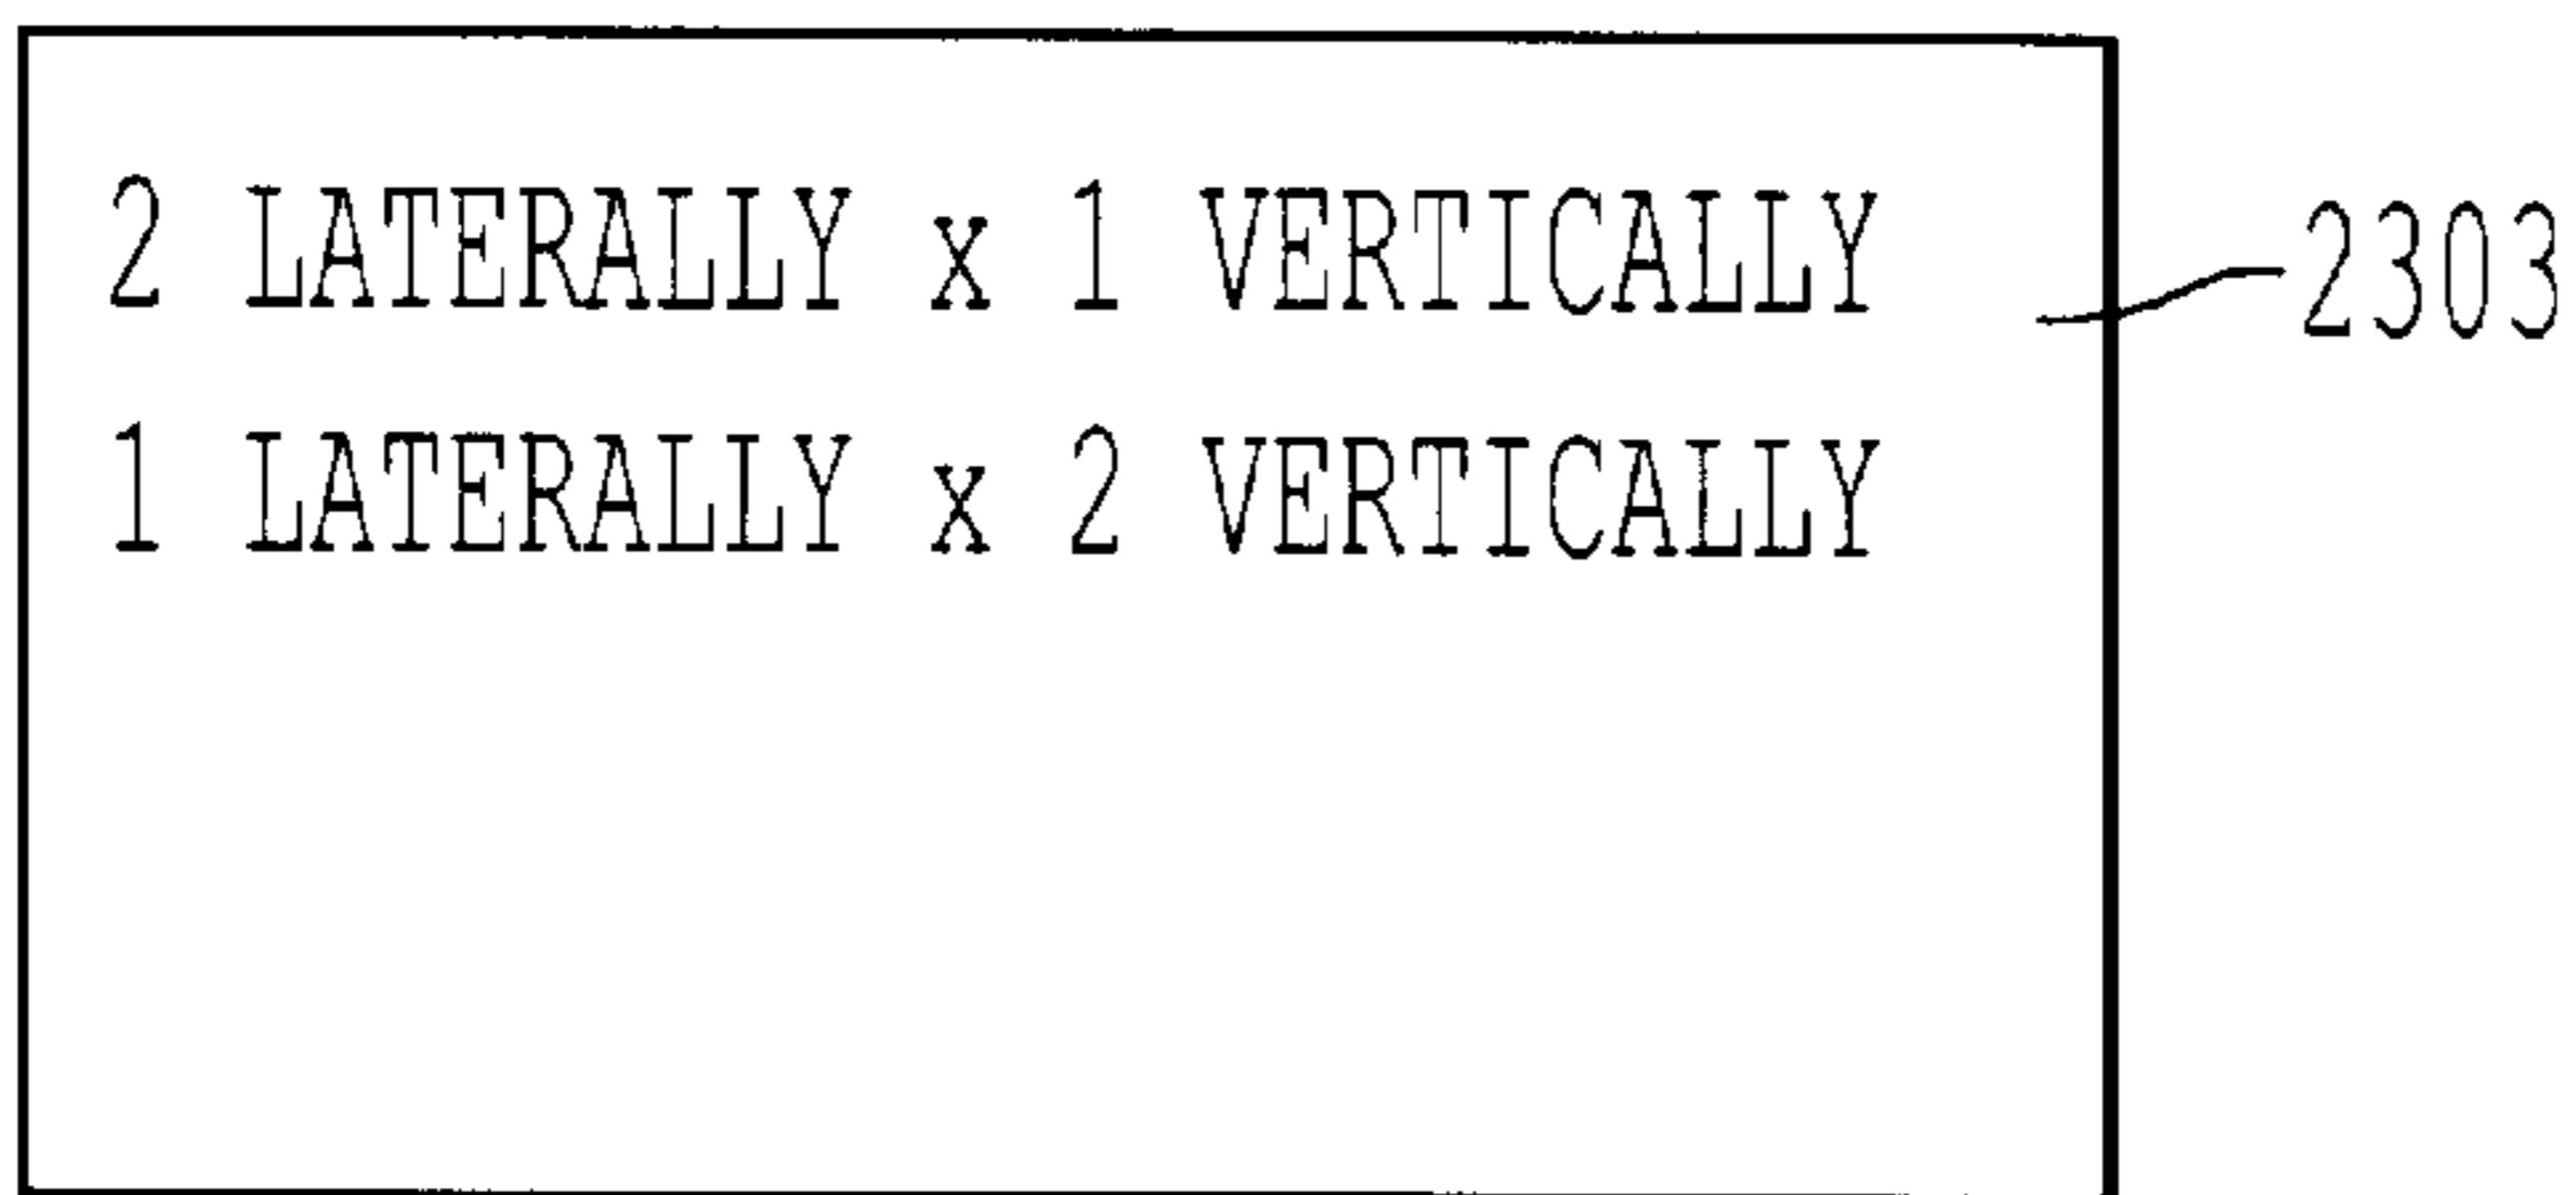 2 LATERALLY x 1 VERTICALLY
2303
1 LATERALLY x 2 VERTICALLY